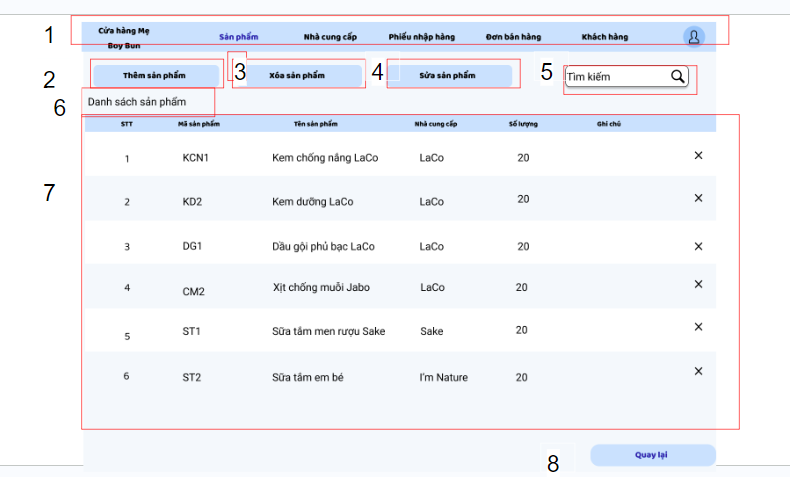 1
Cửa hàng Mẹ Sản phẩm Nhà cung cấp Phiếu nhập hàng Đơn bán hàng Khách hàng
Boy Bun
2 Thêm sản phẩm 3 Xóa sản phẩm 4 Sửa sản phẩm 5 Tìm kiếm
6 Danh sách sản phẩm
STT Mã sản phẩm Tên sản phẩm Nhà cung cấp Số lượng Ghi chú
1 KCN1 Kem chống nắng LaCo LaCo 20
7
2 KD2 Kem dưỡng LaCo LaCo 20
3 DG1 Dầu gội phủ bạc LaCo LaCo 20
4 CM2 Xịt chống muỗi Jabo LaCo 20
5 ST1 Sữa tắm men rượu Sake Sake 20
6 ST2 Sữa tắm em bé I'm Nature 20
8 Quay lại